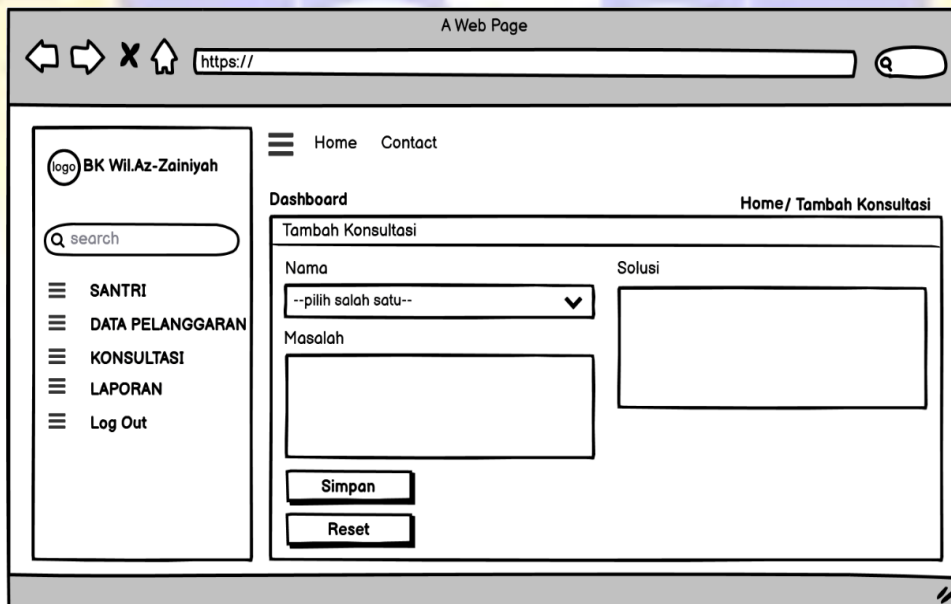 A Web Page
https://
logo BK Wil.Az-Zainiyah
search
SANTRI
DATA PELANGGARAN
KONSULTASI
LAPORAN
Log Out
Home Contact
Dashboard
Home/ Tambah Konsultasi
Tambah Konsultasi
Nama
--pilih salah satu--
Masalah
Simpan
Reset
Solusi